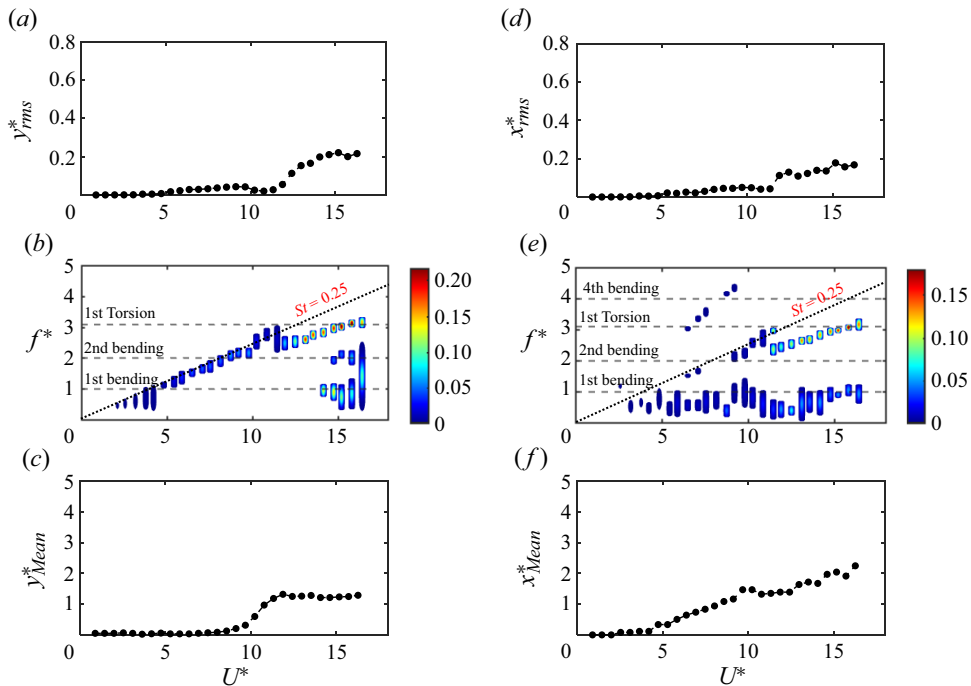 (a)
0.8
0.6
0.4
0.2
0
5
10
15
y*rms
(d)
0.8
0.6
0.4
0.2
0
5
10
15
x*rms
(b)
5
4
3
2
1
0
5
10
15
f*
1st Torsion
2nd bending
1st bending
St = 0.25
0.20
0.15
0.10
0.05
0
(e)
5
4
3
2
1
0
5
10
15
f*
4th bending
1st Torsion
2nd bending
1st bending
St = 0.25
0.15
0.10
0.05
0
(c)
5
4
3
2
1
0
5
10
15
y*Mean
U*
(f)
5
4
3
2
1
0
5
10
15
x*Mean
U*